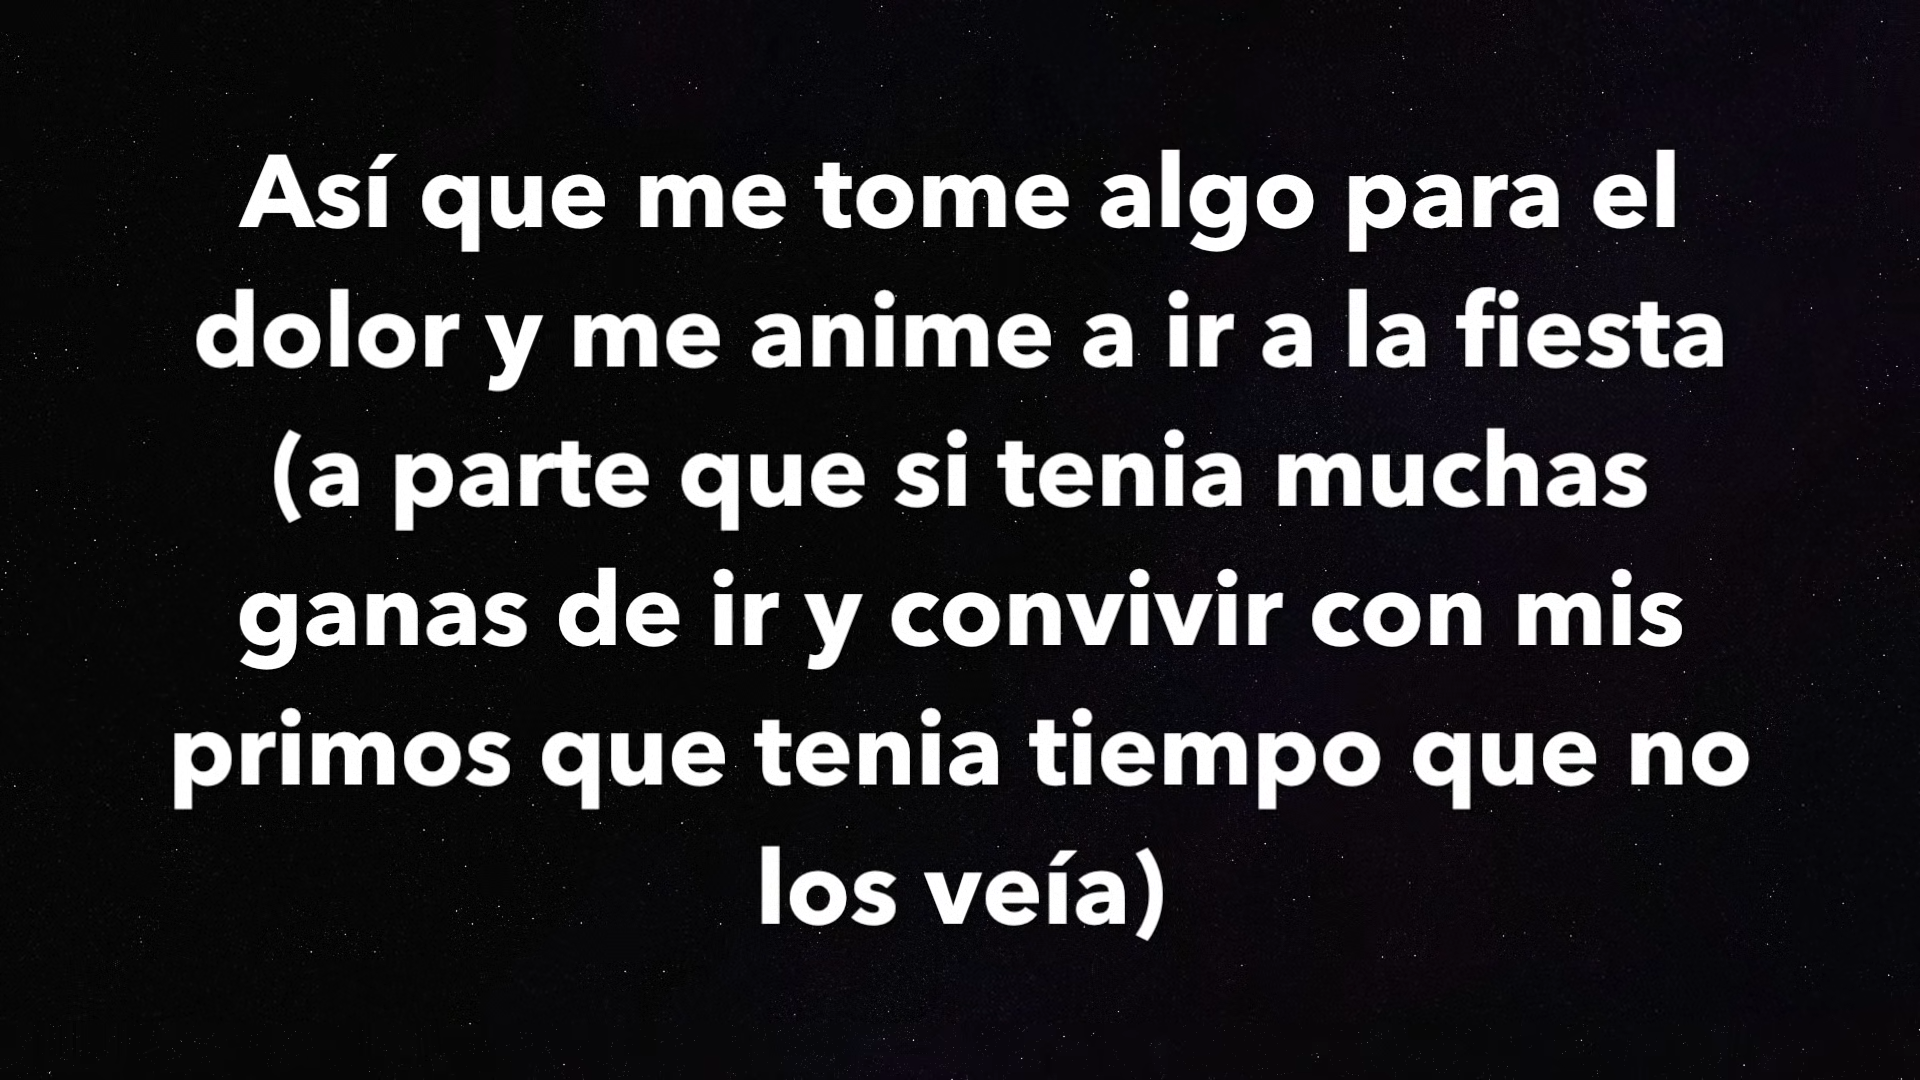 Así que me tome algo para el
dolor y me anime a ir a la fiesta
(a parte que si tenia muchas
ganas de ir y convivir con mis
primos que tenia tiempo que no
los veía)